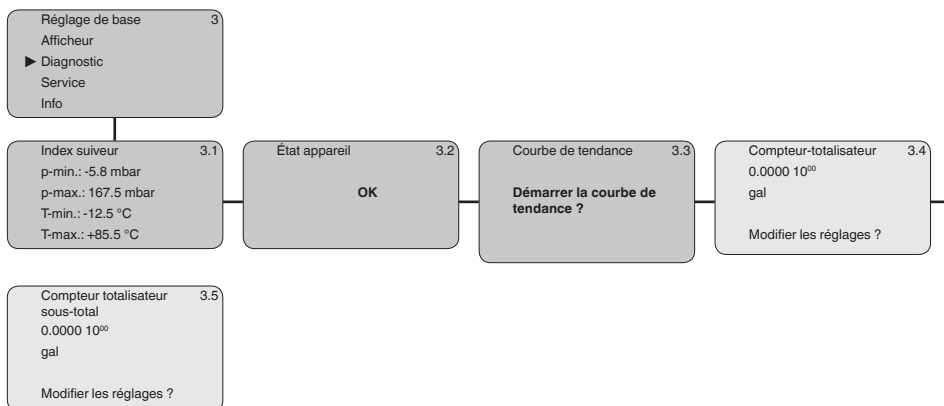 Réglage de base 3
Afficheur
▶ Diagnostic
Service
Info
Index suiveur 3.1
p-min.: -5.8 mbar
p-max.: 167.5 mbar
T-min.: -12.5 °C
T-max.: +85.5 °C
État appareil 3.2
OK
Courbe de tendance 3.3
Démarrer la courbe de
tendance ?
Compteur-totalisateur 3.4
0.0000 10⁰⁰
gal
Modifier les réglages ?
Compteur totalisateur 3.5
sous-total
0.0000 10⁰⁰
gal
Modifier les réglages ?